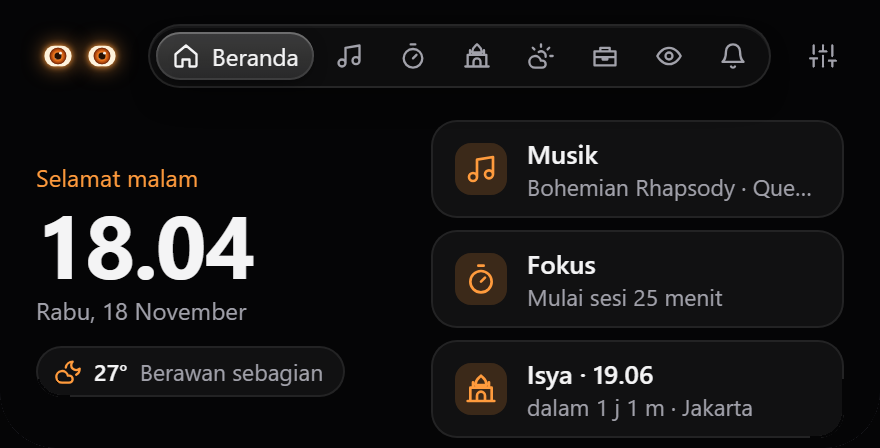 Beranda
Selamat malam
18.04
Rabu, 18 November
27° Berawan sebagian
Musik
Bohemian Rhapsody · Que...
Fokus
Mulai sesi 25 menit
Isya · 19.06
dalam 1 j 1 m · Jakarta